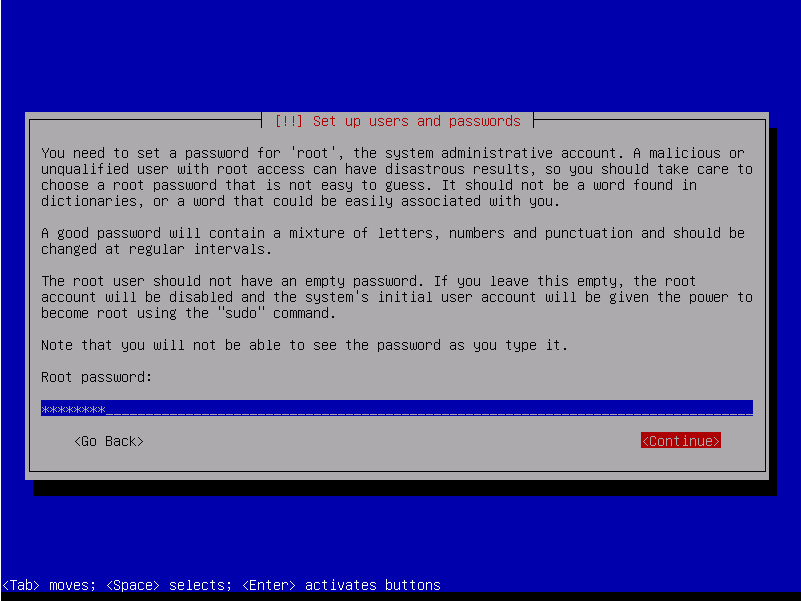 [!!] Set up users and passwords
You need to set a password for 'root', the system administrative account. A malicious or
unqualified user with root access can have disastrous results, so you should take care to
choose a root password that is not easy to guess. It should not be a word found in
dictionaries, or a word that could be easily associated with you.
A good password will contain a mixture of letters, numbers and punctuation and should be
changed at regular intervals.
The root user should not have an empty password. If you leave this empty, the root
account will be disabled and the system's initial user account will be given the power to
become root using the "sudo" command.
Note that you will not be able to see the password as you type it.
Root password:
********
<Go Back> <Continue>
<Tab> moves; <Space> selects; <Enter> activates buttons